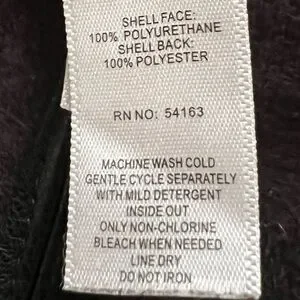 SHELL FACE:
100% POLYURETHANE
SHELL BACK:
100% POLYESTER
RN NO: 54163
MACHINE WASH COLD
GENTLE CYCLE SEPARATELY
WITH MILD DETERGENT
INSIDE OUT
ONLY NON-CHLORINE
BLEACH WHEN NEEDED
LINE DRY
DO NOT IRON